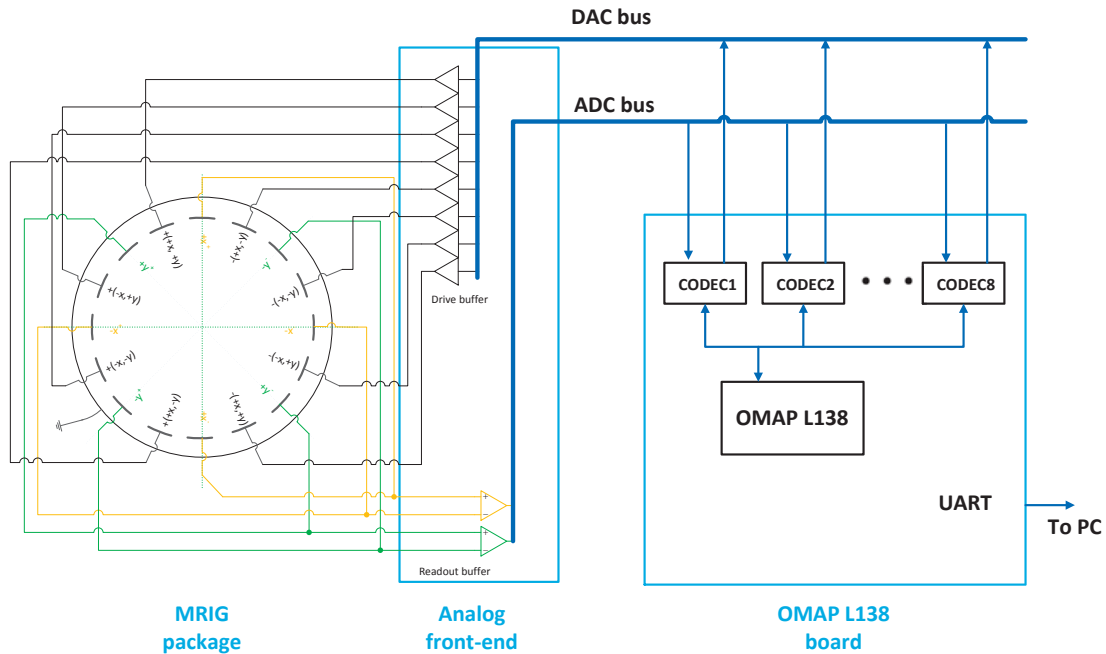 DAC bus
ADC bus
+(+x,+y)
-(+x,-y)
+y+
-y-
+(-x,+y)
-(-x,-y)
-x
+(-x,-y)
-(-x,+y)
-y+
+y-
+(+x,-y)
-(+x,+y)
Drive buffer
CODEC1
CODEC2
• • •
CODEC8
OMAP L138
+
−
+
−
UART
To PC
Readout buffer
MRIG
package
Analog
front-end
OMAP L138
board